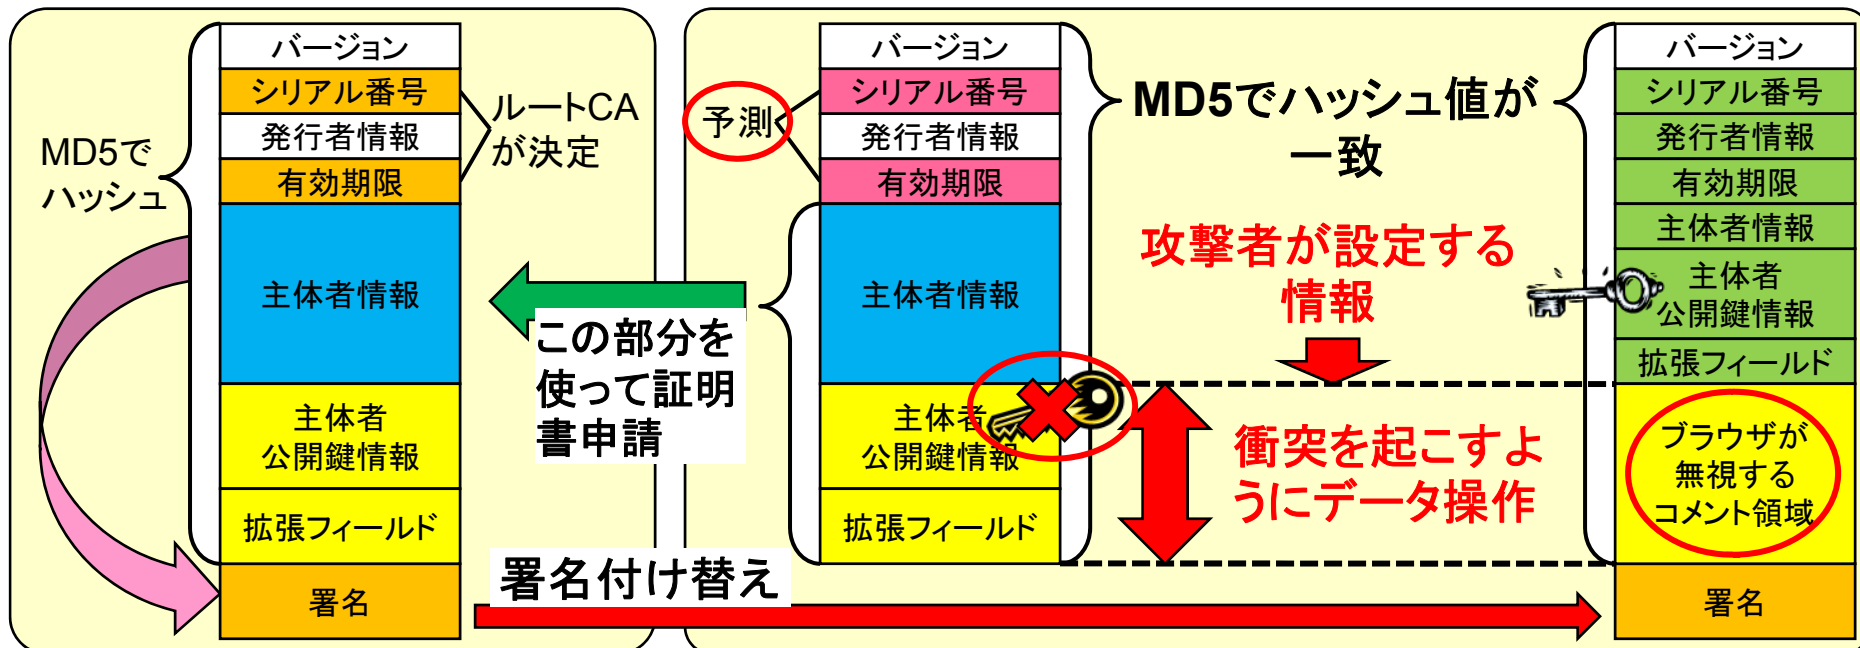 バージョン
シリアル番号
発行者情報
有効期限
主体者情報
主体者
公開鍵情報
拡張フィールド
署名
MD5で
ハッシュ
ルートCA
が決定
この部分を
使って証明
書申請
署名付け替え
予測
バージョン
シリアル番号
発行者情報
有効期限
主体者情報
主体者
公開鍵情報
拡張フィールド
MD5でハッシュ値が
一致
攻撃者が設定する
情報
衝突を起こすよ
うにデータ操作
バージョン
シリアル番号
発行者情報
有効期限
主体者情報
主体者
公開鍵情報
拡張フィールド
ブラウザが
無視する
コメント領域
署名